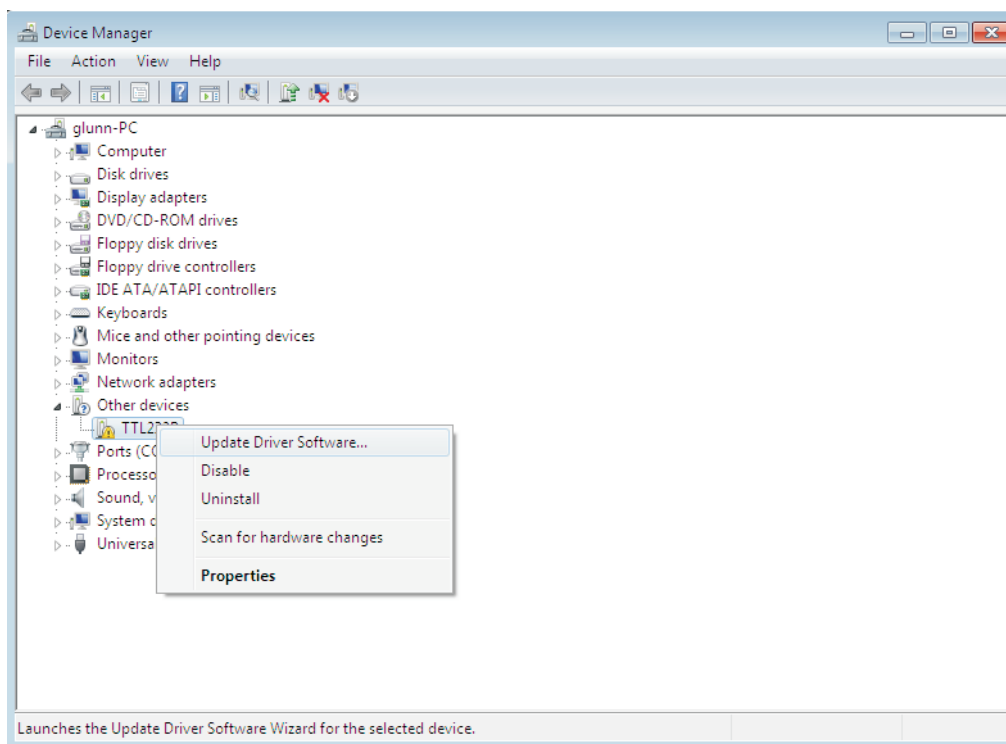 Device Manager
File Action View Help
glunn-PC
Computer
Disk drives
Display adapters
DVD/CD-ROM drives
Floppy disk drives
Floppy drive controllers
IDE ATA/ATAPI controllers
Keyboards
Mice and other pointing devices
Monitors
Network adapters
Other devices
Ports
Sound,
System
Update Driver Software...
Disable
Uninstall
Scan for hardware changes
Properties
Launches the Update Driver Software Wizard for the selected device.